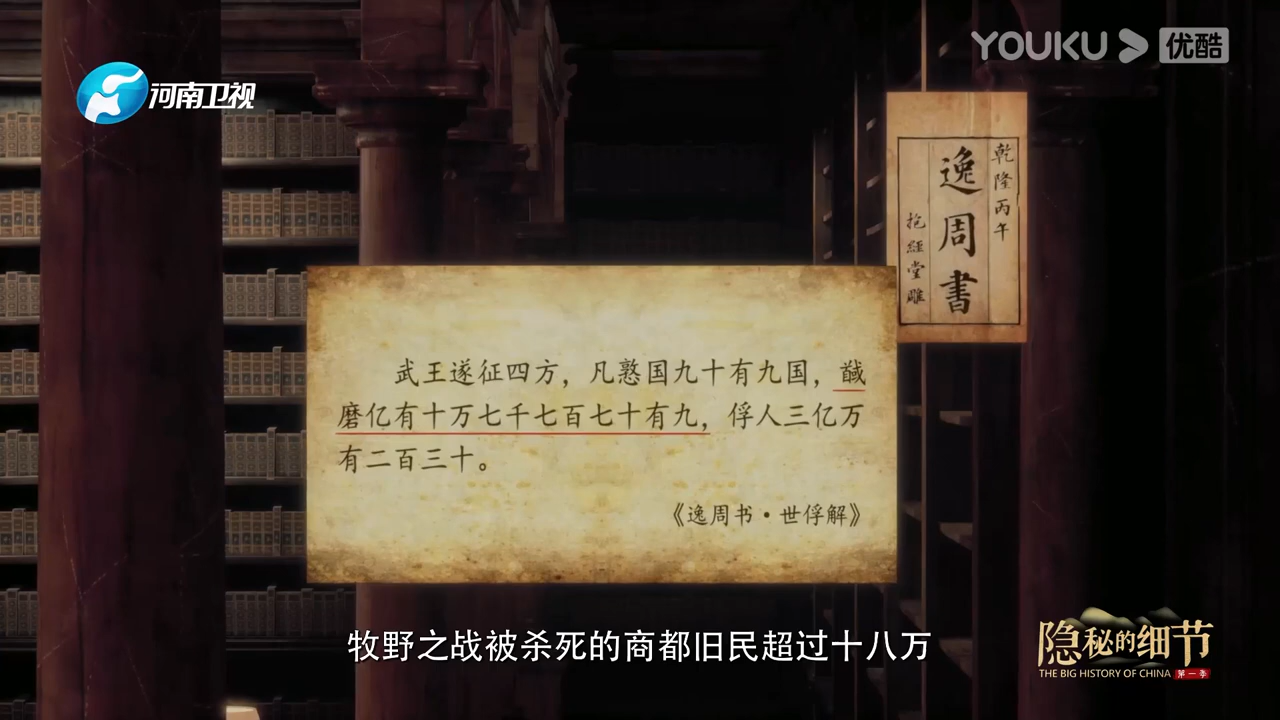 YOUKU 优酷
河南卫视
乾隆丙午
逸周書
抱經堂雕
武王遂征四方，凡憝国九十有九国，馘
磨亿有十万七千七百七十有九，俘人三亿万
有二百三十。
《逸周书·世俘解》
牧野之战被杀死的商都旧民超过十八万
隐秘的细节
THE BIG HISTORY OF CHINA 第一季